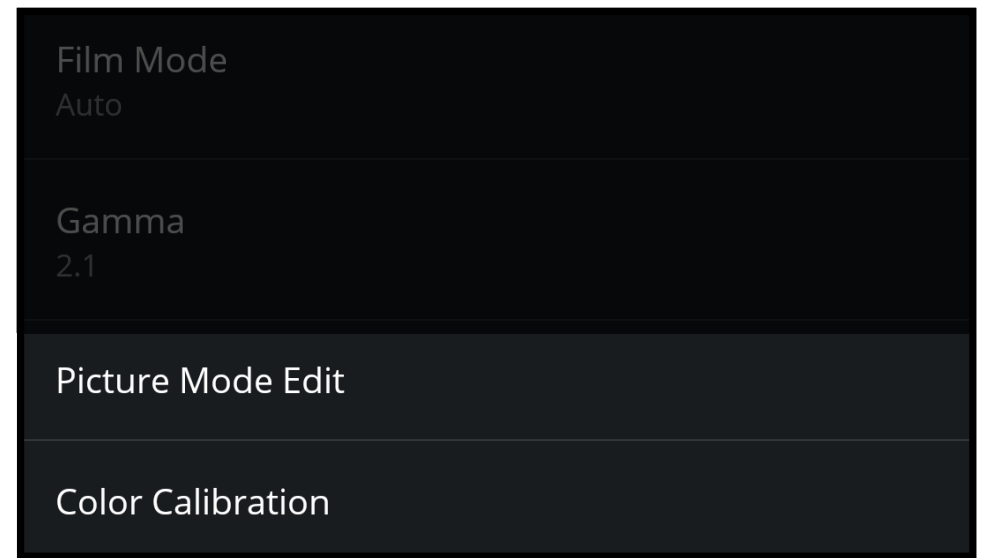 Film Mode
Auto
Gamma
2.1
Picture Mode Edit
Color Calibration